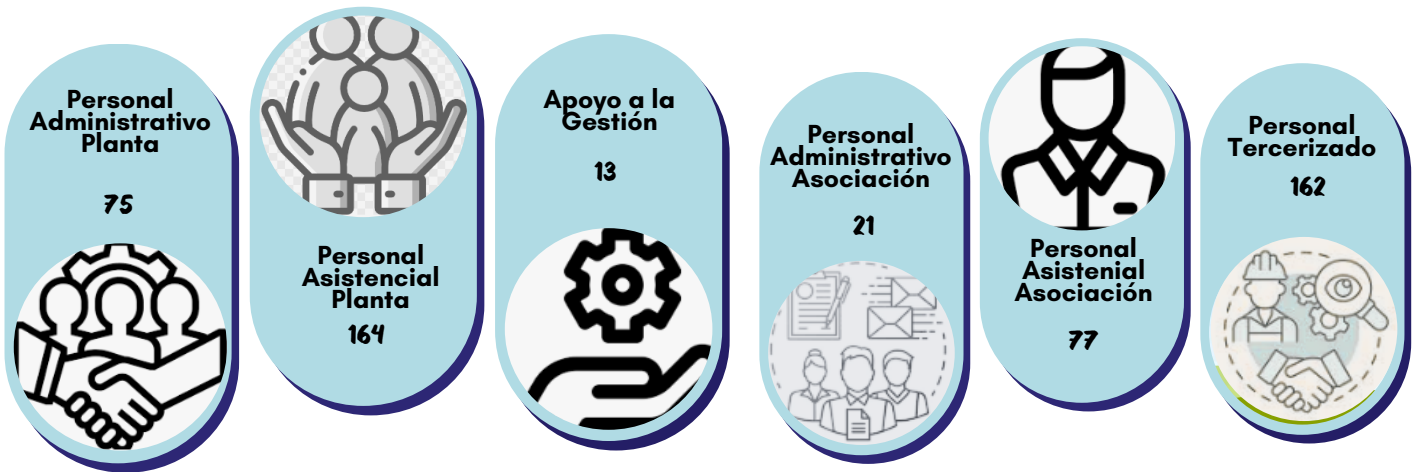 Personal
Administrativo
Planta
75
Personal
Asistencial
Planta
164
Apoyo a la
Gestión
13
Personal
Administrativo
Asociación
21
Personal
Asistenial
Asociación
77
Personal
Tercerizado
162